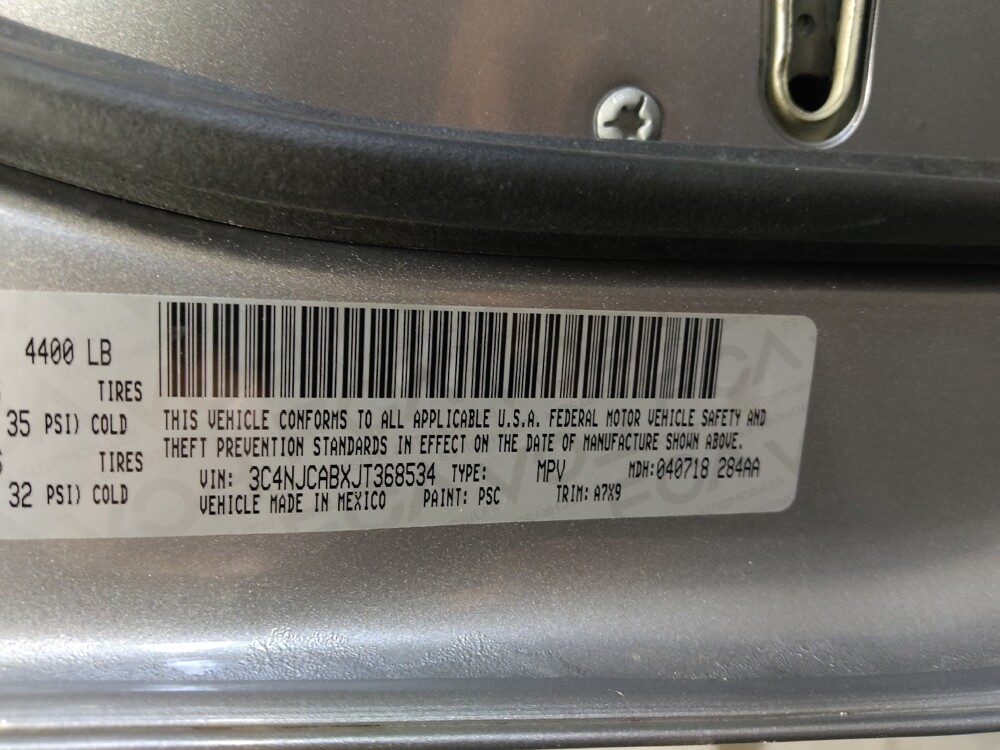 4400 LB
TIRES
35 PSI) COLD
TIRES
32 PSI) COLD
THIS VEHICLE CONFORMS TO ALL APPLICABLE U.S.A. FEDERAL MOTOR VEHICLE SAFETY AND
THEFT PREVENTION STANDARDS IN EFFECT ON THE DATE OF MANUFACTURE SHOWN ABOVE.
VIN: 3C4NJCABXJT368534 TYPE: MPV MDH:040718 284AA
VEHICLE MADE IN MEXICO PAINT: PSC TRIM: A7X9